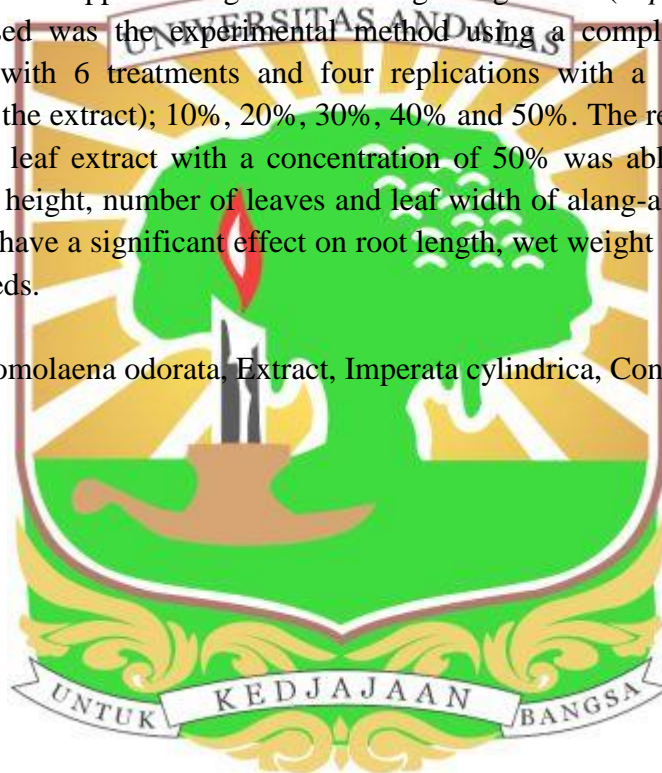 UNIVERSITAS ANDALAS
sed was the experimental method using a compl
with 6 treatments and four replications with a
the extract); 10%, 20%, 30%, 40% and 50%. The re
leaf extract with a concentration of 50% was abl
height, number of leaves and leaf width of alang-a
have a significant effect on root length, wet weight
eds.
omolaena odorata, Extract, Imperata cylindrica, Con
UNTUK KEDJAJAAN BANGSA